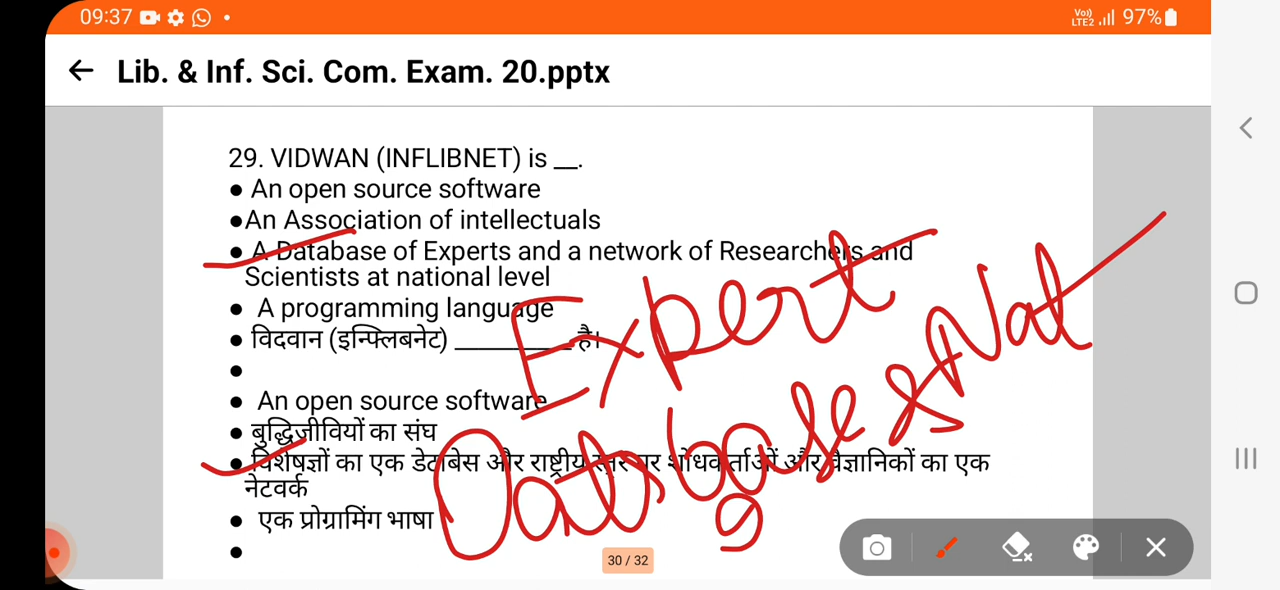 09:37 Vo)) LTE2 97%
← Lib. & Inf. Sci. Com. Exam. 20.pptx
29. VIDWAN (INFLIBNET) is __.
● An open source software
●An Association of intellectuals
● A Database of Experts and a network of Researchers and
Scientists at national level
● A programming language
● विदवान (इन्फ्लिबनेट) __________ है।
●
● An open source software
● बुद्धिजीवियों का संघ
● विशेषज्ञों का एक डेटाबेस और राष्ट्रीय स्तर पर शोधकर्ताओं और वैज्ञानिकों का एक
नेटवर्क
● एक प्रोग्रामिंग भाषा
●
Expert
Database & Nat
30 / 32